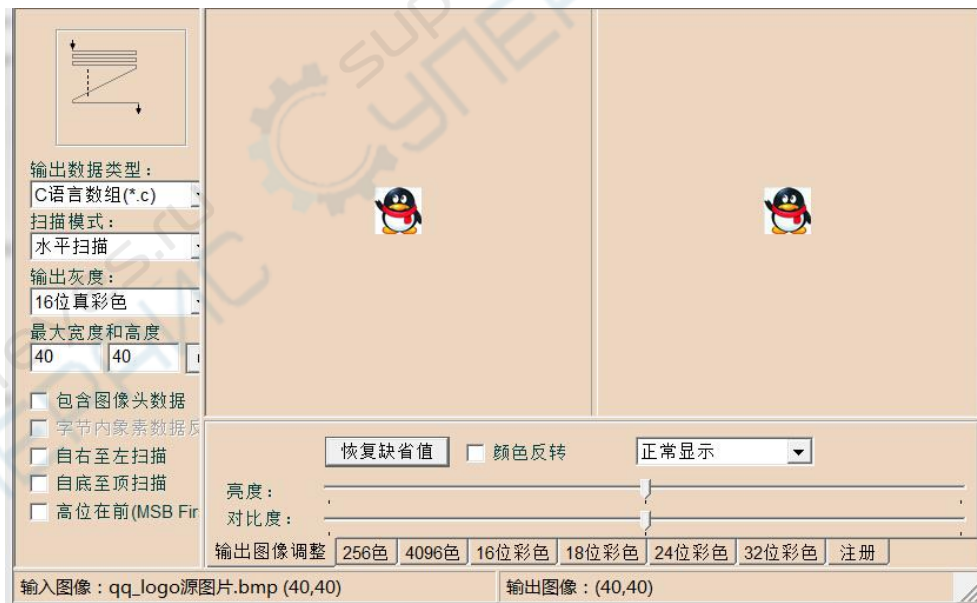 输出数据类型：
C语言数组(*.c)
扫描模式：
水平扫描
输出灰度：
16位真彩色
最大宽度和高度
40 40
包含图像头数据
字节内象素数据反
自右至左扫描
自底至顶扫描
高位在前(MSB Fir
恢复缺省值 颜色反转 正常显示
亮度：
对比度：
输出图像调整 256色 4096色 16位彩色 18位彩色 24位彩色 32位彩色 注册
输入图像：qq_logo源图片.bmp (40,40) 输出图像：(40,40)